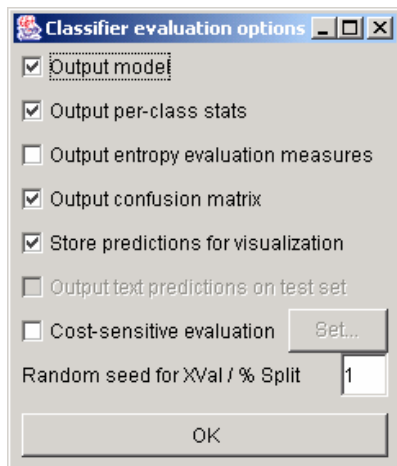 Classifier evaluation options
Output model
Output per-class stats
Output entropy evaluation measures
Output confusion matrix
Store predictions for visualization
Output text predictions on test set
Cost-sensitive evaluation Set...
Random seed for XVal / % Split 1
OK